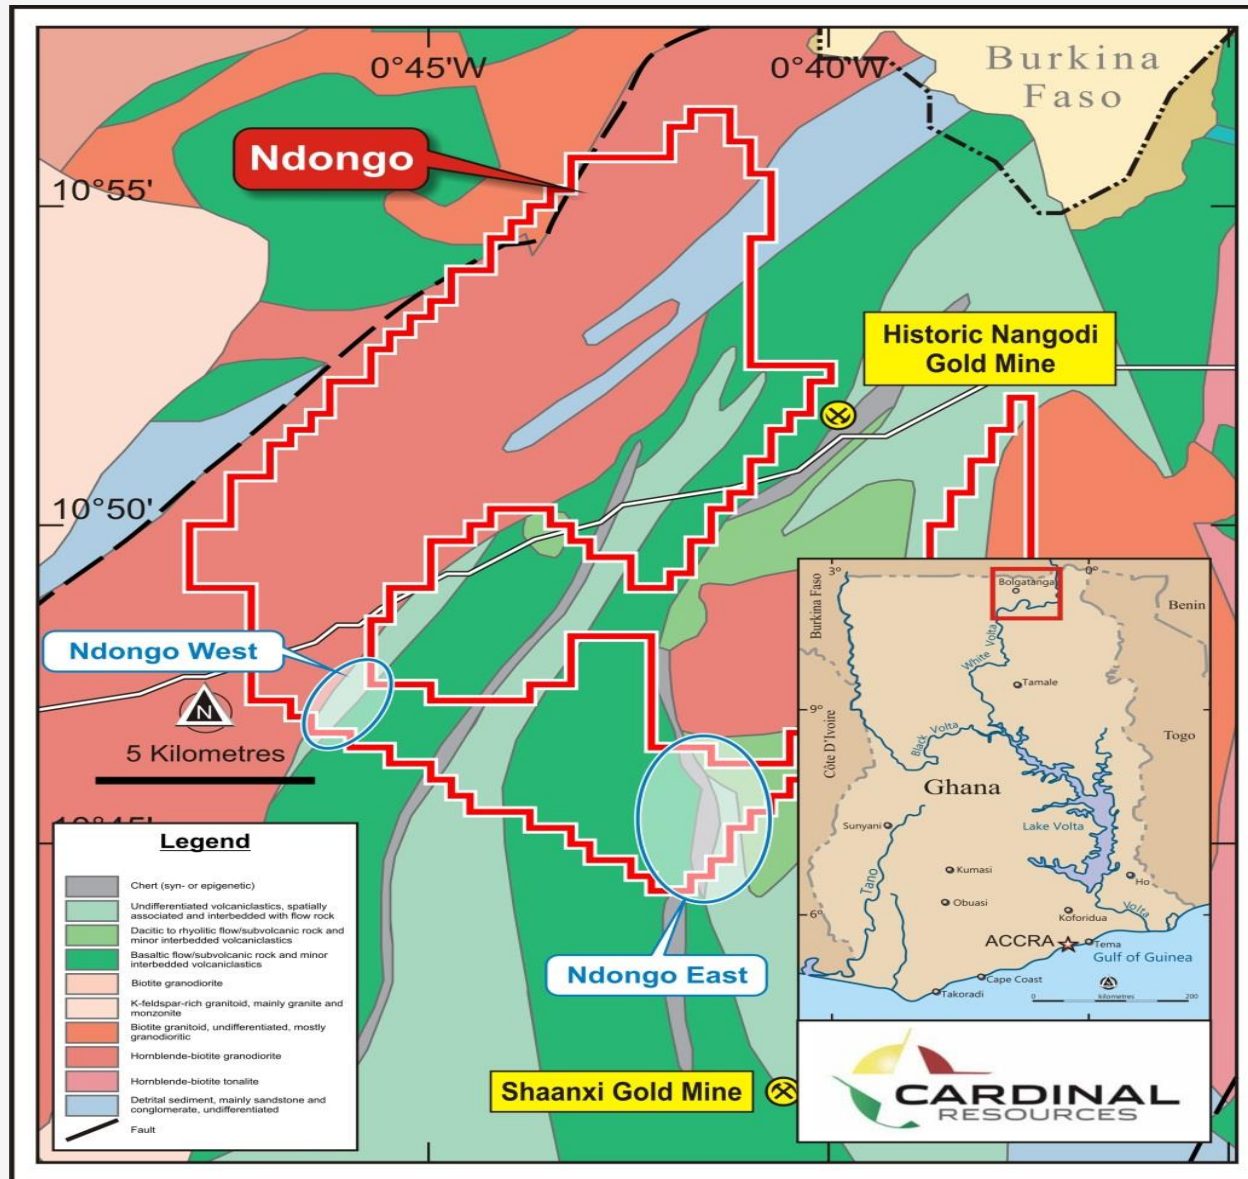 0°45'W
0°40'W
Burkina
Faso
Ndongo
10°55'
Historic Nangodi
Gold Mine
10°50'
Ndongo West
N
5 Kilometres
Legend
Chert (syn- or epigenetic)
Undifferentiated volcaniclastics, spatially
associated and interbedded with flow rock
Dacitic to rhyolitic flow/subvolcanic rock and
minor interbedded volcaniclastics
Basaltic flow/subvolcanic rock and minor
interbedded volcaniclastics
Biotite granodiorite
K-feldspar-rich granitoid, mainly granite and
monzonite
Biotite granitoid, undifferentiated, mostly
granodioritic
Hornblende-biotite granodiorite
Hornblende-biotite tonalite
Detrital sediment, mainly sandstone and
conglomerate, undifferentiated
Fault
Ndongo East
Shaanxi Gold Mine
3°
0°
Bolgatanga
Burkina Faso
Benin
White Volta
Tamale
9°
Black Volta
Togo
Côte D'Ivoire
Ghana
Sunyani
Lake Volta
Tano
Kumasi
Ho
Obuasi
Volta
6°
Koforidua
ACCRA
Tema
Gulf of Guinea
Cape Coast
Takoradi
0 kilometres 200
CARDINAL
RESOURCES